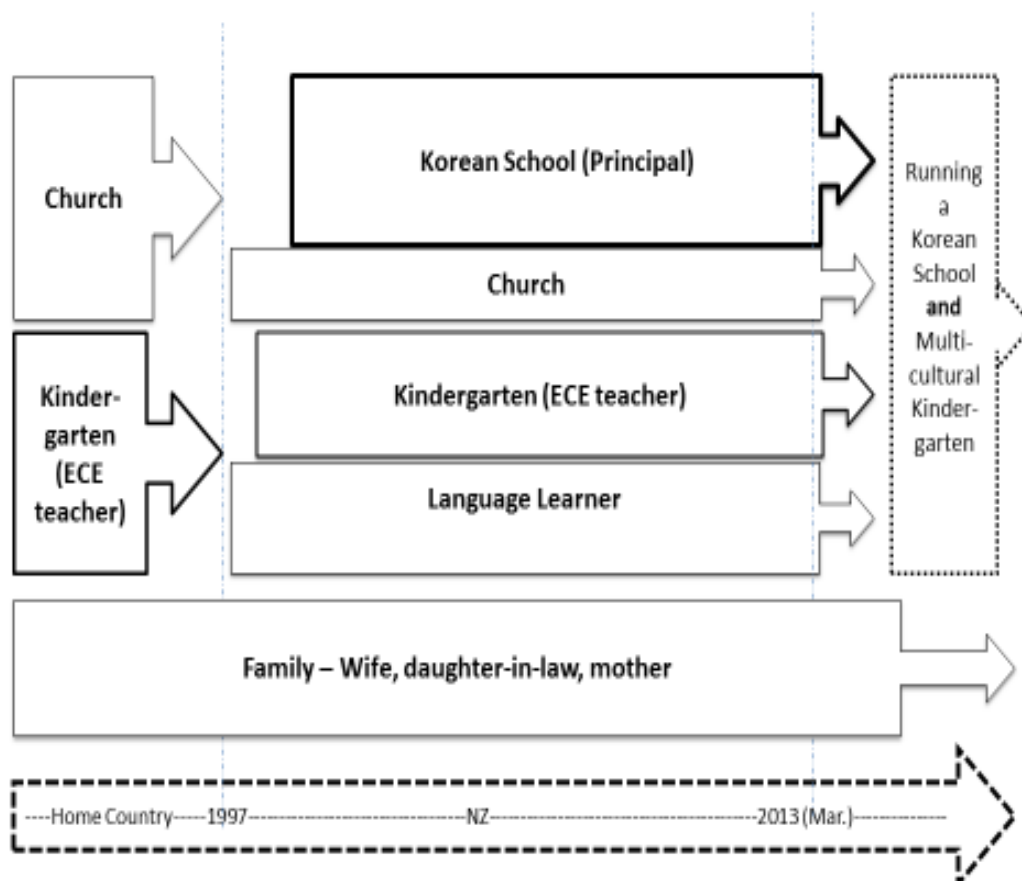 Church
Kinder-
garten
(ECE
teacher)
Korean School (Principal)
Church
Kindergarten (ECE teacher)
Language Learner
Running
a
Korean
School
and
Multi-
cultural
Kinder-
garten
Family – Wife, daughter-in-law, mother
----Home Country-----1997--------------------------------NZ---------------------------------------2013 (Mar.)--------------